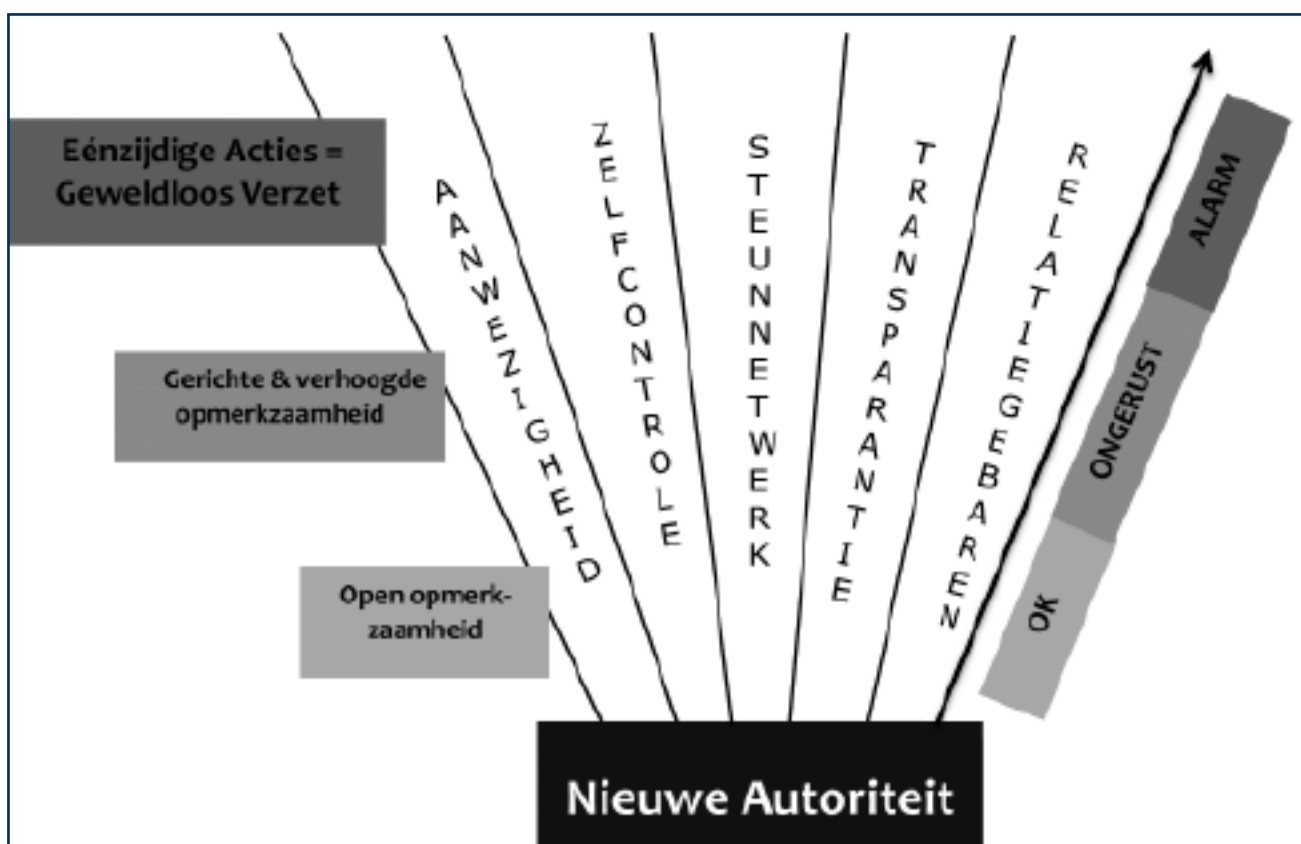 Eénzijdige Acties =
Geweldloos Verzet
Gerichte & verhoogde
opmerkzaamheid
Open opmerk-
zaamheid
AANWEZIGHEID
ZELFCONTROLE
STEUNNETWERK
TRANSPARANTIE
RELATIEGEBAREN
ALARM
ONGERUST
OK
Nieuwe Autoriteit